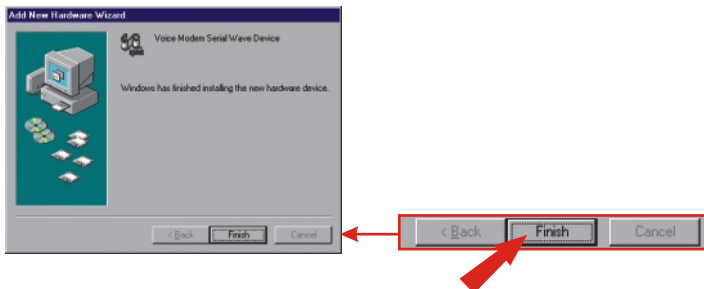 Add New Hardware Wizard
Voice Modem Serial Wave Device
Windows has finished installing the new hardware device.
< Back Finish Cancel
< Back Finish Cancel